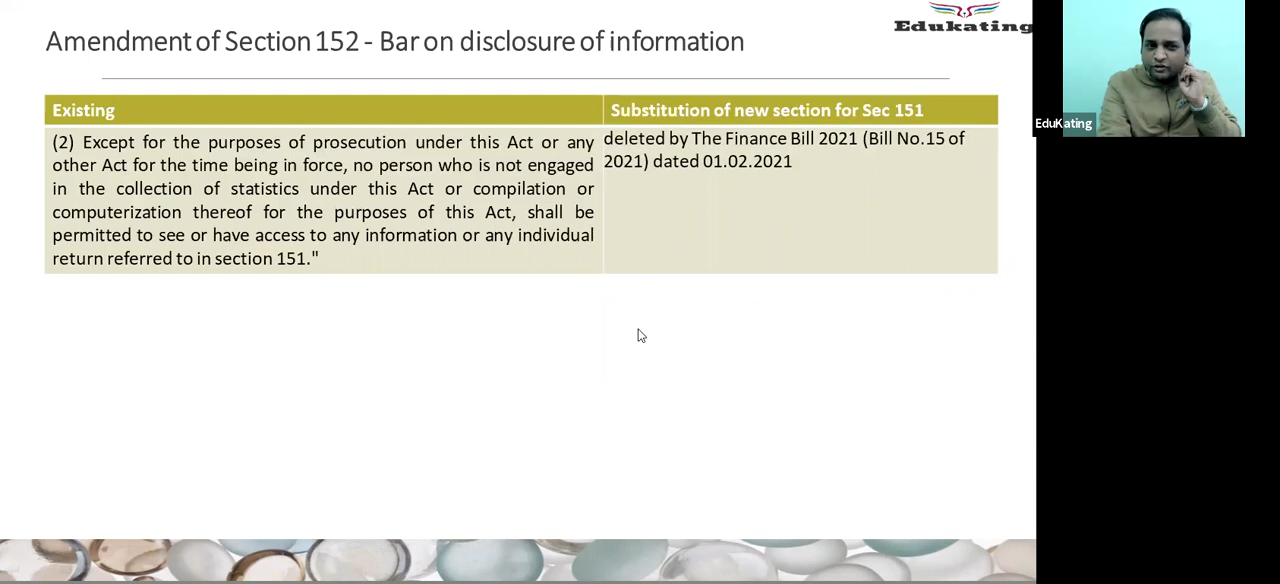 Amendment of Section 152 - Bar on disclosure of information
Edukating
EduKating
Existing
Substitution of new section for Sec 151
(2) Except for the purposes of prosecution under this Act or any
other Act for the time being in force, no person who is not engaged
in the collection of statistics under this Act or compilation or
computerization thereof for the purposes of this Act, shall be
permitted to see or have access to any information or any individual
return referred to in section 151."
deleted by The Finance Bill 2021 (Bill No.15 of
2021) dated 01.02.2021